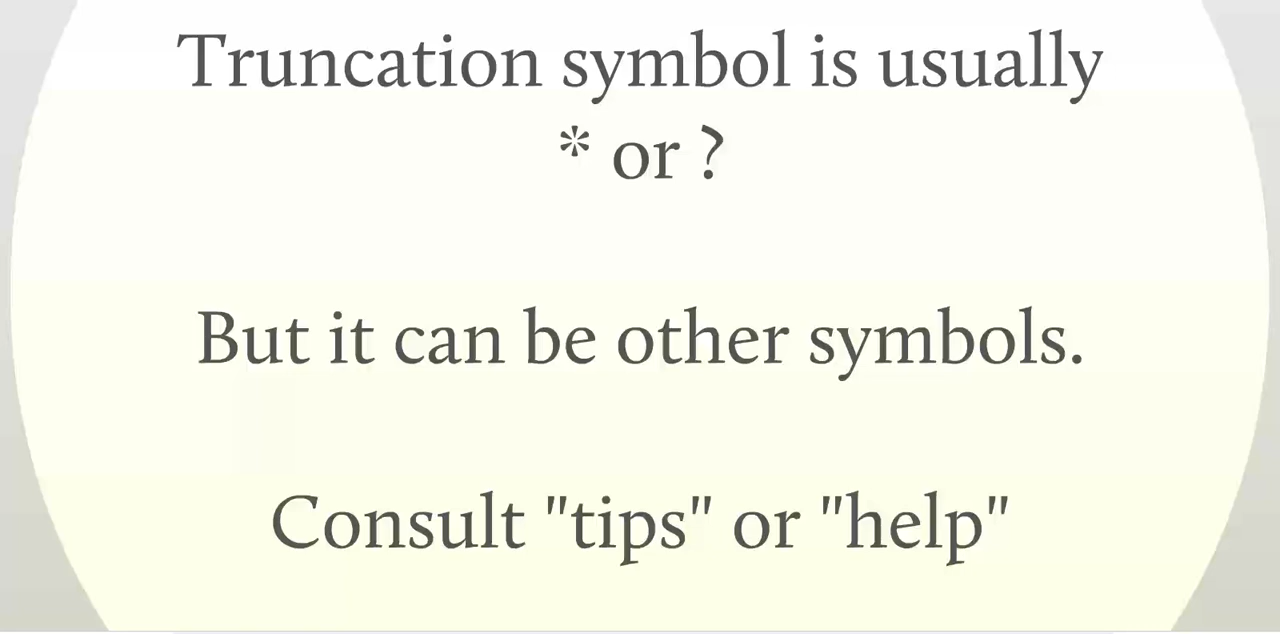 Truncation symbol is usually
* or ?
But it can be other symbols.
Consult "tips" or "help"